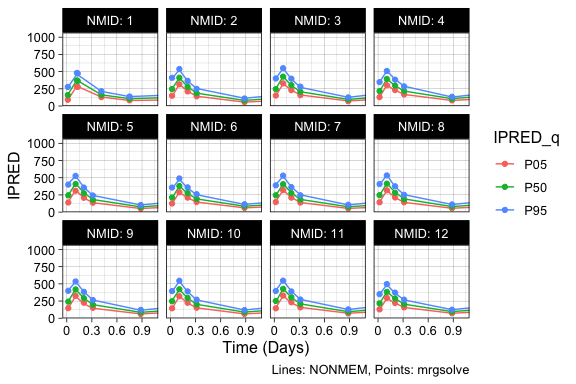 NMID: 1 NMID: 2 NMID: 3 NMID: 4
1000
750
500
250
0
NMID: 5 NMID: 6 NMID: 7 NMID: 8
1000
750
500
250
0
NMID: 9 NMID: 10 NMID: 11 NMID: 12
1000
750
500
250
0
0 0.3 0.6 0.9 0 0.3 0.6 0.9 0 0.3 0.6 0.9 0 0.3 0.6 0.9
IPRED
Time (Days)
Lines: NONMEM, Points: mrgsolve
IPRED_q
P05
P50
P95